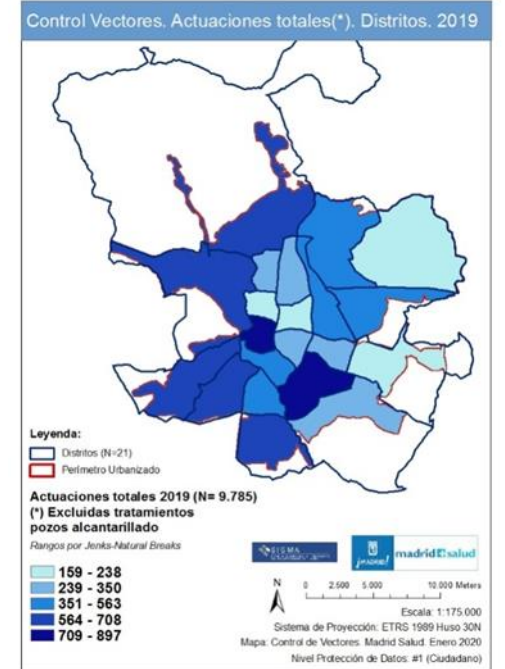 Control Vectores. Actuaciones totales(*). Distritos. 2019
Leyenda:
Distritos (N=21)
Perímetro Urbanizado
Actuaciones totales 2019 (N= 9.785)
(*) Excluidas tratamientos
pozos alcantarillado
Rangos por Jenks-Natural Breaks
159 - 238
239 - 350
351 - 563
564 - 708
709 - 897
SIGMA
¡MADRID!
madrid salud
N
0 2.500 5.000 10.000 Meters
Escala: 1:175.000
Sistema de Proyección: ETRS 1989 Huso 30N
Mapa: Control de Vectores. Madrid Salud. Enero 2020
Nivel Protección de Datos: #1 (Ciudadano)